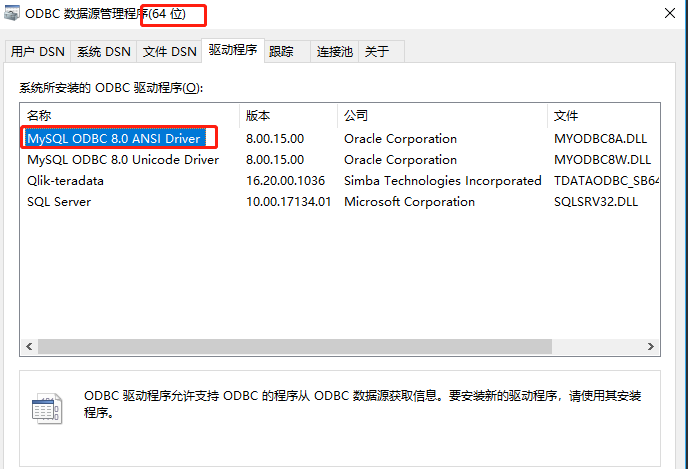 ODBC 数据源管理程序(64 位)
用户 DSN 系统 DSN 文件 DSN 驱动程序 跟踪 连接池 关于
系统所安装的 ODBC 驱动程序(O):
名称 版本 公司 文件
MySQL ODBC 8.0 ANSI Driver 8.00.15.00 Oracle Corporation MYODBC8A.DLL
MySQL ODBC 8.0 Unicode Driver 8.00.15.00 Oracle Corporation MYODBC8W.DLL
Qlik-teradata 16.20.00.1036 Simba Technologies Incorporated TDATAODBC_SB64
SQL Server 10.00.17134.01 Microsoft Corporation SQLSRV32.DLL
ODBC 驱动程序允许支持 ODBC 的程序从 ODBC 数据源获取信息。要安装新的驱动程序，请使用其安装
程序。